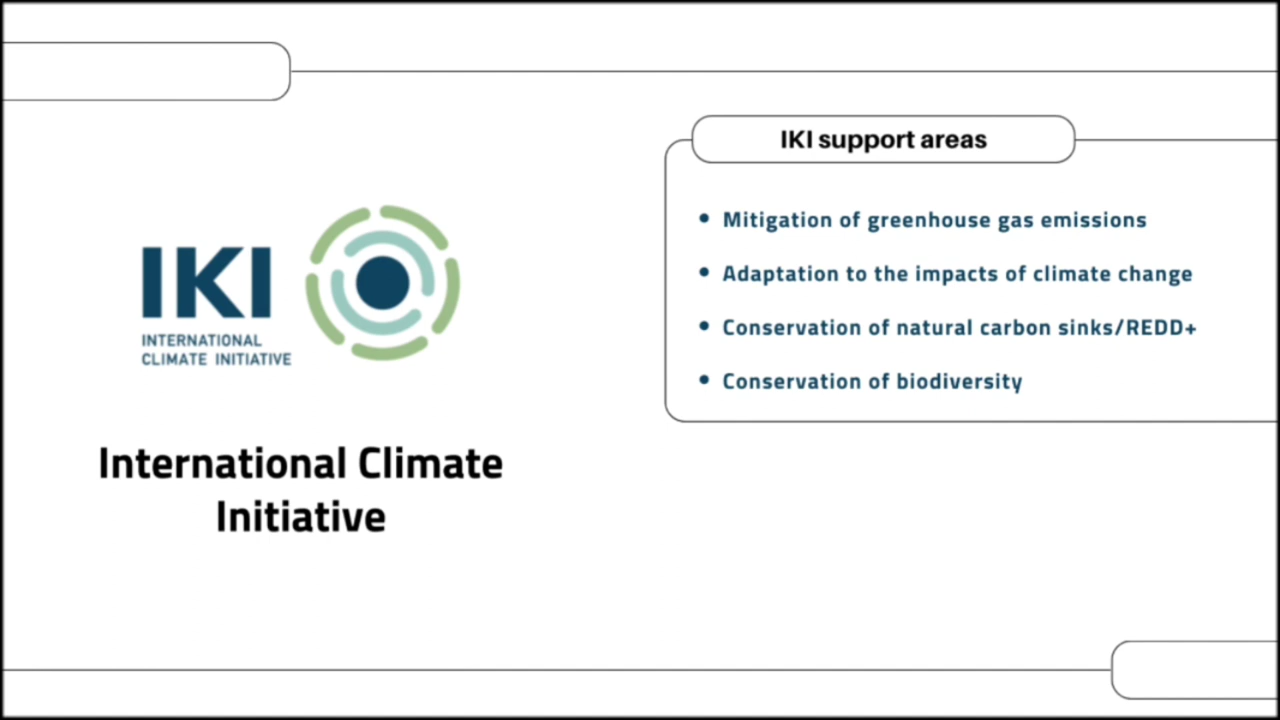 IKI
INTERNATIONAL
CLIMATE INITIATIVE
International Climate
Initiative
IKI support areas
• Mitigation of greenhouse gas emissions
• Adaptation to the impacts of climate change
• Conservation of natural carbon sinks/REDD+
• Conservation of biodiversity